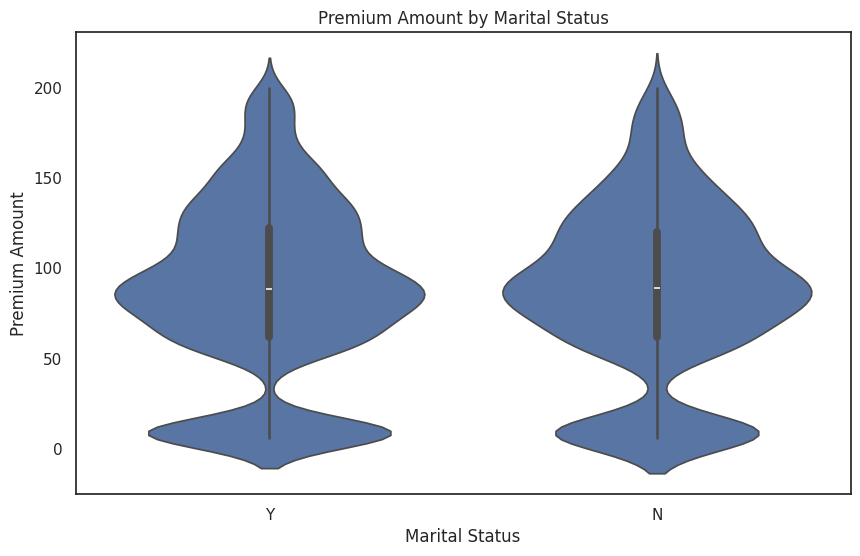 Premium Amount by Marital Status
200
150
100
50
0
Premium Amount
Y
N
Marital Status